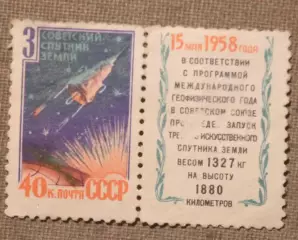 3 СОВЕТСКИЙ
СПУТНИК
ЗЕМЛИ
40 к. ПОЧТА СССР
15 1958 ГОДА
В СООТВЕТСТВИИ
С ПРОГРАММОЙ
МЕЖДУНАРОДНОГО
ГЕОФИЗИЧЕСКОГО ГОДА
В СОВЕТСКОМ СОЮЗЕ
ЗАПУСК
ИСКУССТВЕННОГО
СПУТНИКА ЗЕМЛИ
ВЕСОМ 1327 КГ
НА ВЫСОТУ
1880
КИЛОМЕТРОВ